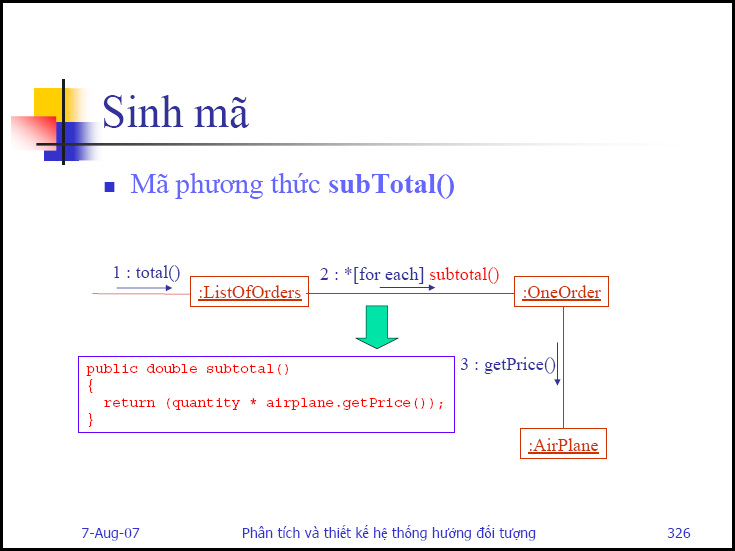 Sinh mã
Mã phương thức subTotal()
1 : total()
2 : *[for each] subtotal()
:ListOfOrders
:OneOrder
public double subtotal()
{
return (quantity * airplane.getPrice());
}
3 : getPrice()
:AirPlane
7-Aug-07
Phân tích và thiết kế hệ thống hướng đối tượng
326